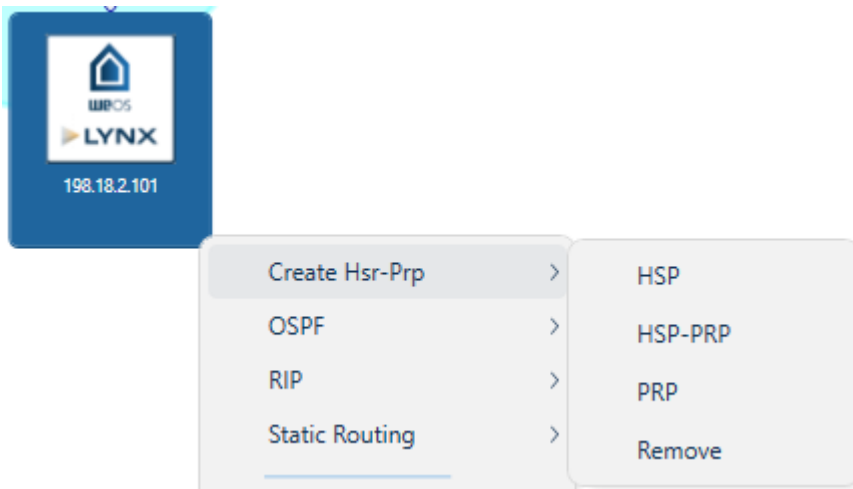 WeOS
LYNX
198.18.2.101
Create Hsr-Prp
OSPF
RIP
Static Routing
HSP
HSP-PRP
PRP
Remove